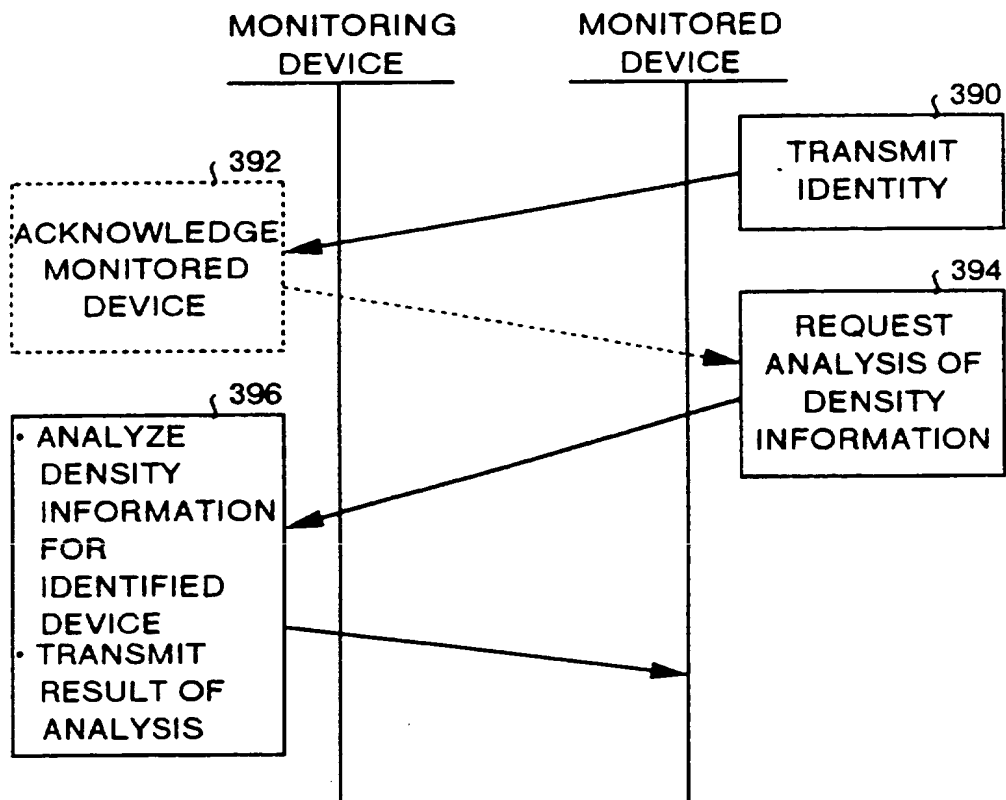 MONITORING
DEVICE
MONITORED
DEVICE
390
TRANSMIT
IDENTITY
392
ACKNOWLEDGE
MONITORED
DEVICE
394
REQUEST
ANALYSIS OF
DENSITY
INFORMATION
396
• ANALYZE
DENSITY
INFORMATION
FOR
IDENTIFIED
DEVICE
• TRANSMIT
RESULT OF
ANALYSIS